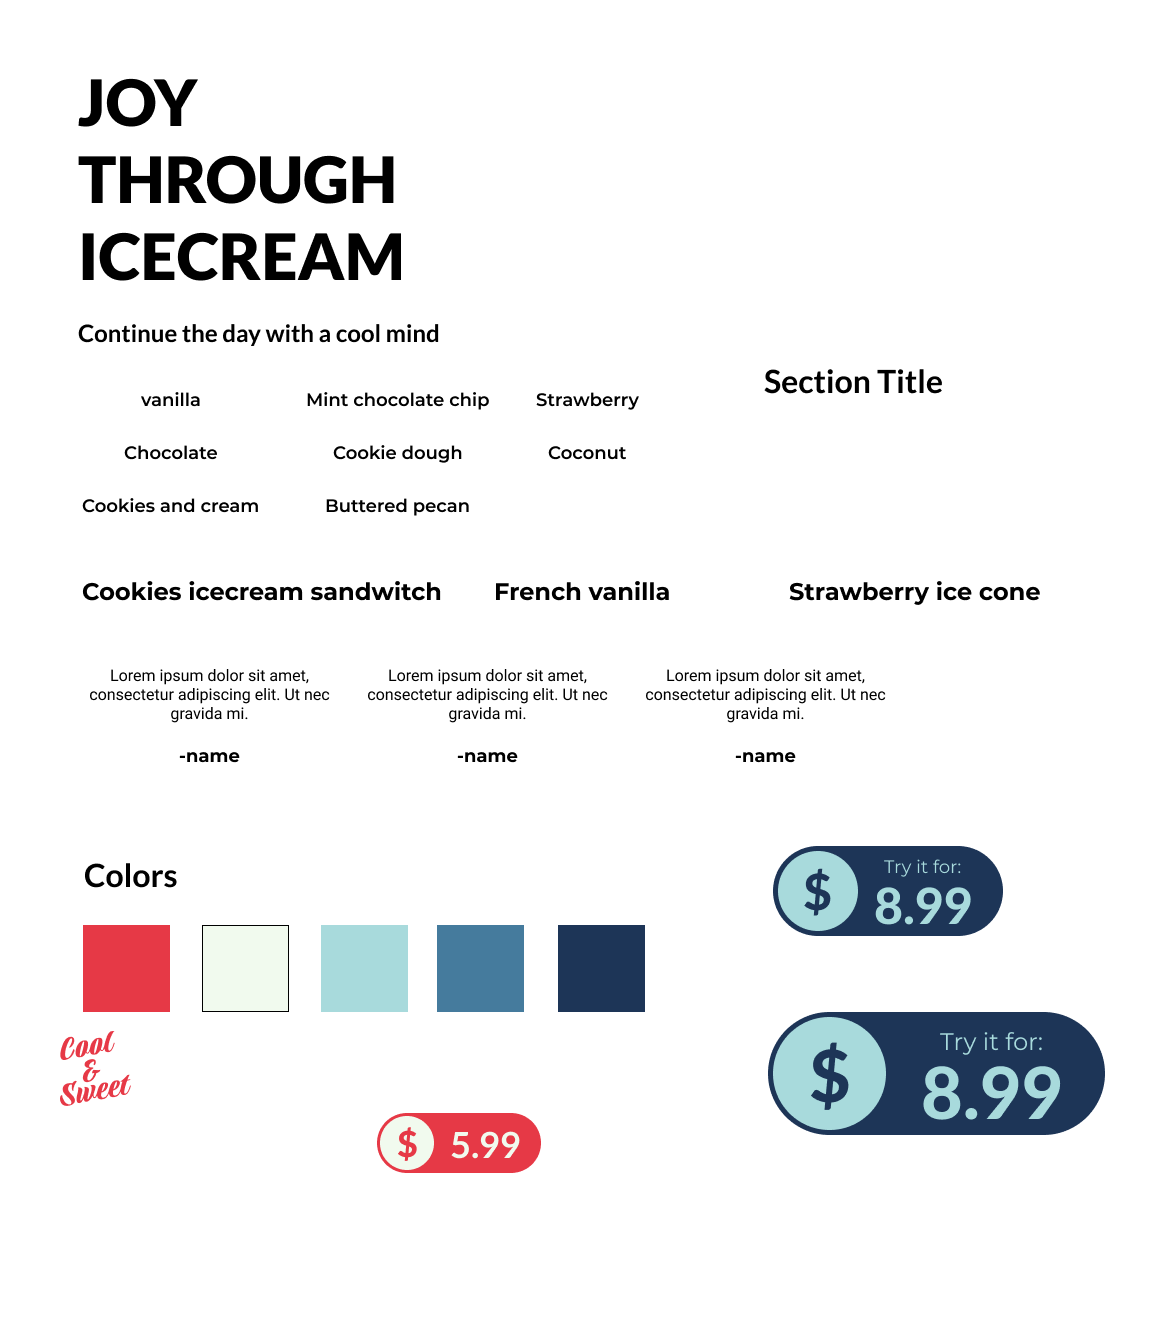 JOY
THROUGH
ICECREAM
Continue the day with a cool mind
Section Title
vanilla
Mint chocolate chip
Strawberry
Chocolate
Cookie dough
Coconut
Cookies and cream
Buttered pecan
Cookies icecream sandwitch
French vanilla
Strawberry ice cone
Lorem ipsum dolor sit amet,
consectetur adipiscing elit. Ut nec
gravida mi.
-name
Lorem ipsum dolor sit amet,
consectetur adipiscing elit. Ut nec
gravida mi.
-name
Lorem ipsum dolor sit amet,
consectetur adipiscing elit. Ut nec
gravida mi.
-name
Colors
$
Try it for:
8.99
Cool
&
Sweet
$
Try it for:
8.99
$ 5.99